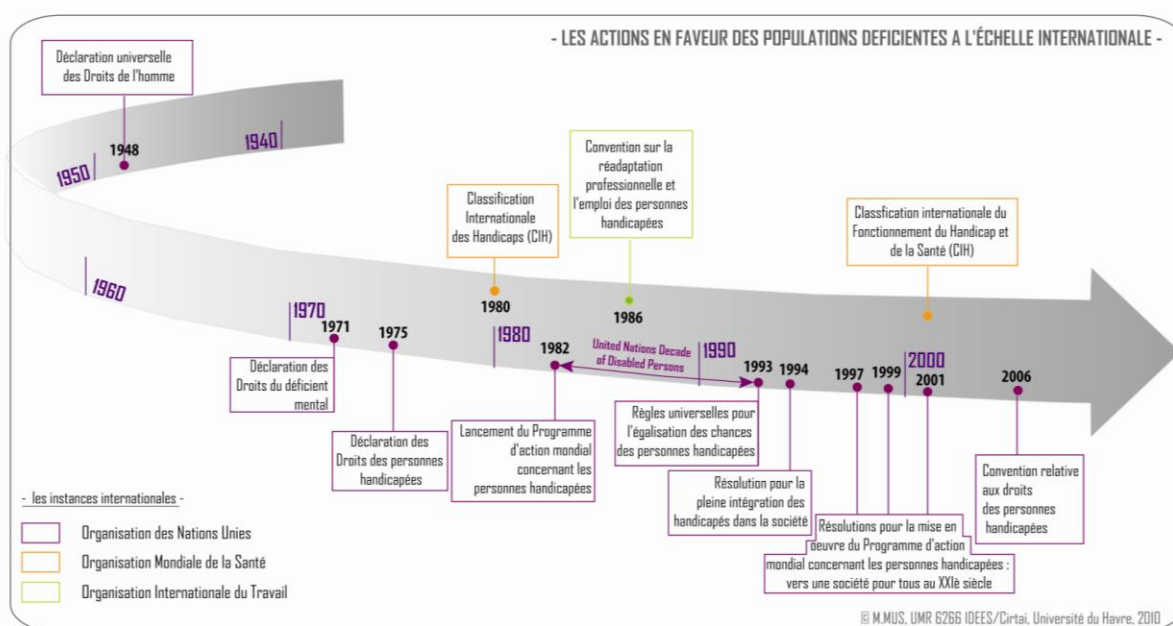 - LES ACTIONS EN FAVEUR DES POPULATIONS DEFICIENTES A L'ÉCHELLE INTERNATIONALE -
Déclaration universelle
des Droits de l'homme
1940
1948
1950
1960
Classification
Internationale
des Handicaps (CIH)
Convention sur la
réadaptation
professionnelle et
l'emploi des personnes
handicapées
Classfication internationale du
Fonctionnement du Handicap et
de la Santé (CIH)
1970
1971
1975
1980
1980
1982
United Nations Decade
of Disabled Persons
1986
1990
1993
1994
1997
1999
2000
2001
2006
Déclaration des
Droits du déficient
mental
Déclaration des
Droits des personnes
handicapées
Lancement du Programme
d'action mondial
concernant les
personnes handicapées
Règles universelles pour
l'égalisation des chances
des personnes handicapées
Résolution pour la
pleine intégration des
handicapés dans la société
Résolutions pour la mise en
oeuvre du Programme d'action
mondial concernant les personnes handicapées :
vers une société pour tous au XXIè siècle
Convention relative
aux droits
des personnes
handicapées
- les instances internationales -
Organisation des Nations Unies
Organisation Mondiale de la Santé
Organisation Internationale du Travail
© M.MUS, UMR 6266 IDEES/Cirtai, Université du Havre, 2010